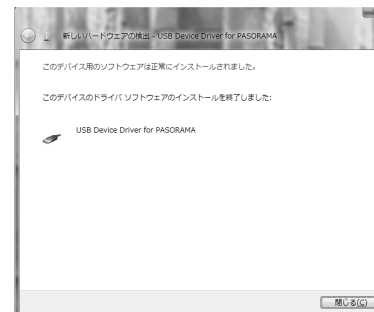 新しいハードウェアの検出 - USB Device Driver for PASORAMA
このデバイス用のソフトウェアは正常にインストールされました。
このデバイスのドライバ ソフトウェアのインストールを終了しました:
USB Device Driver for PASORAMA
閉じる(C)